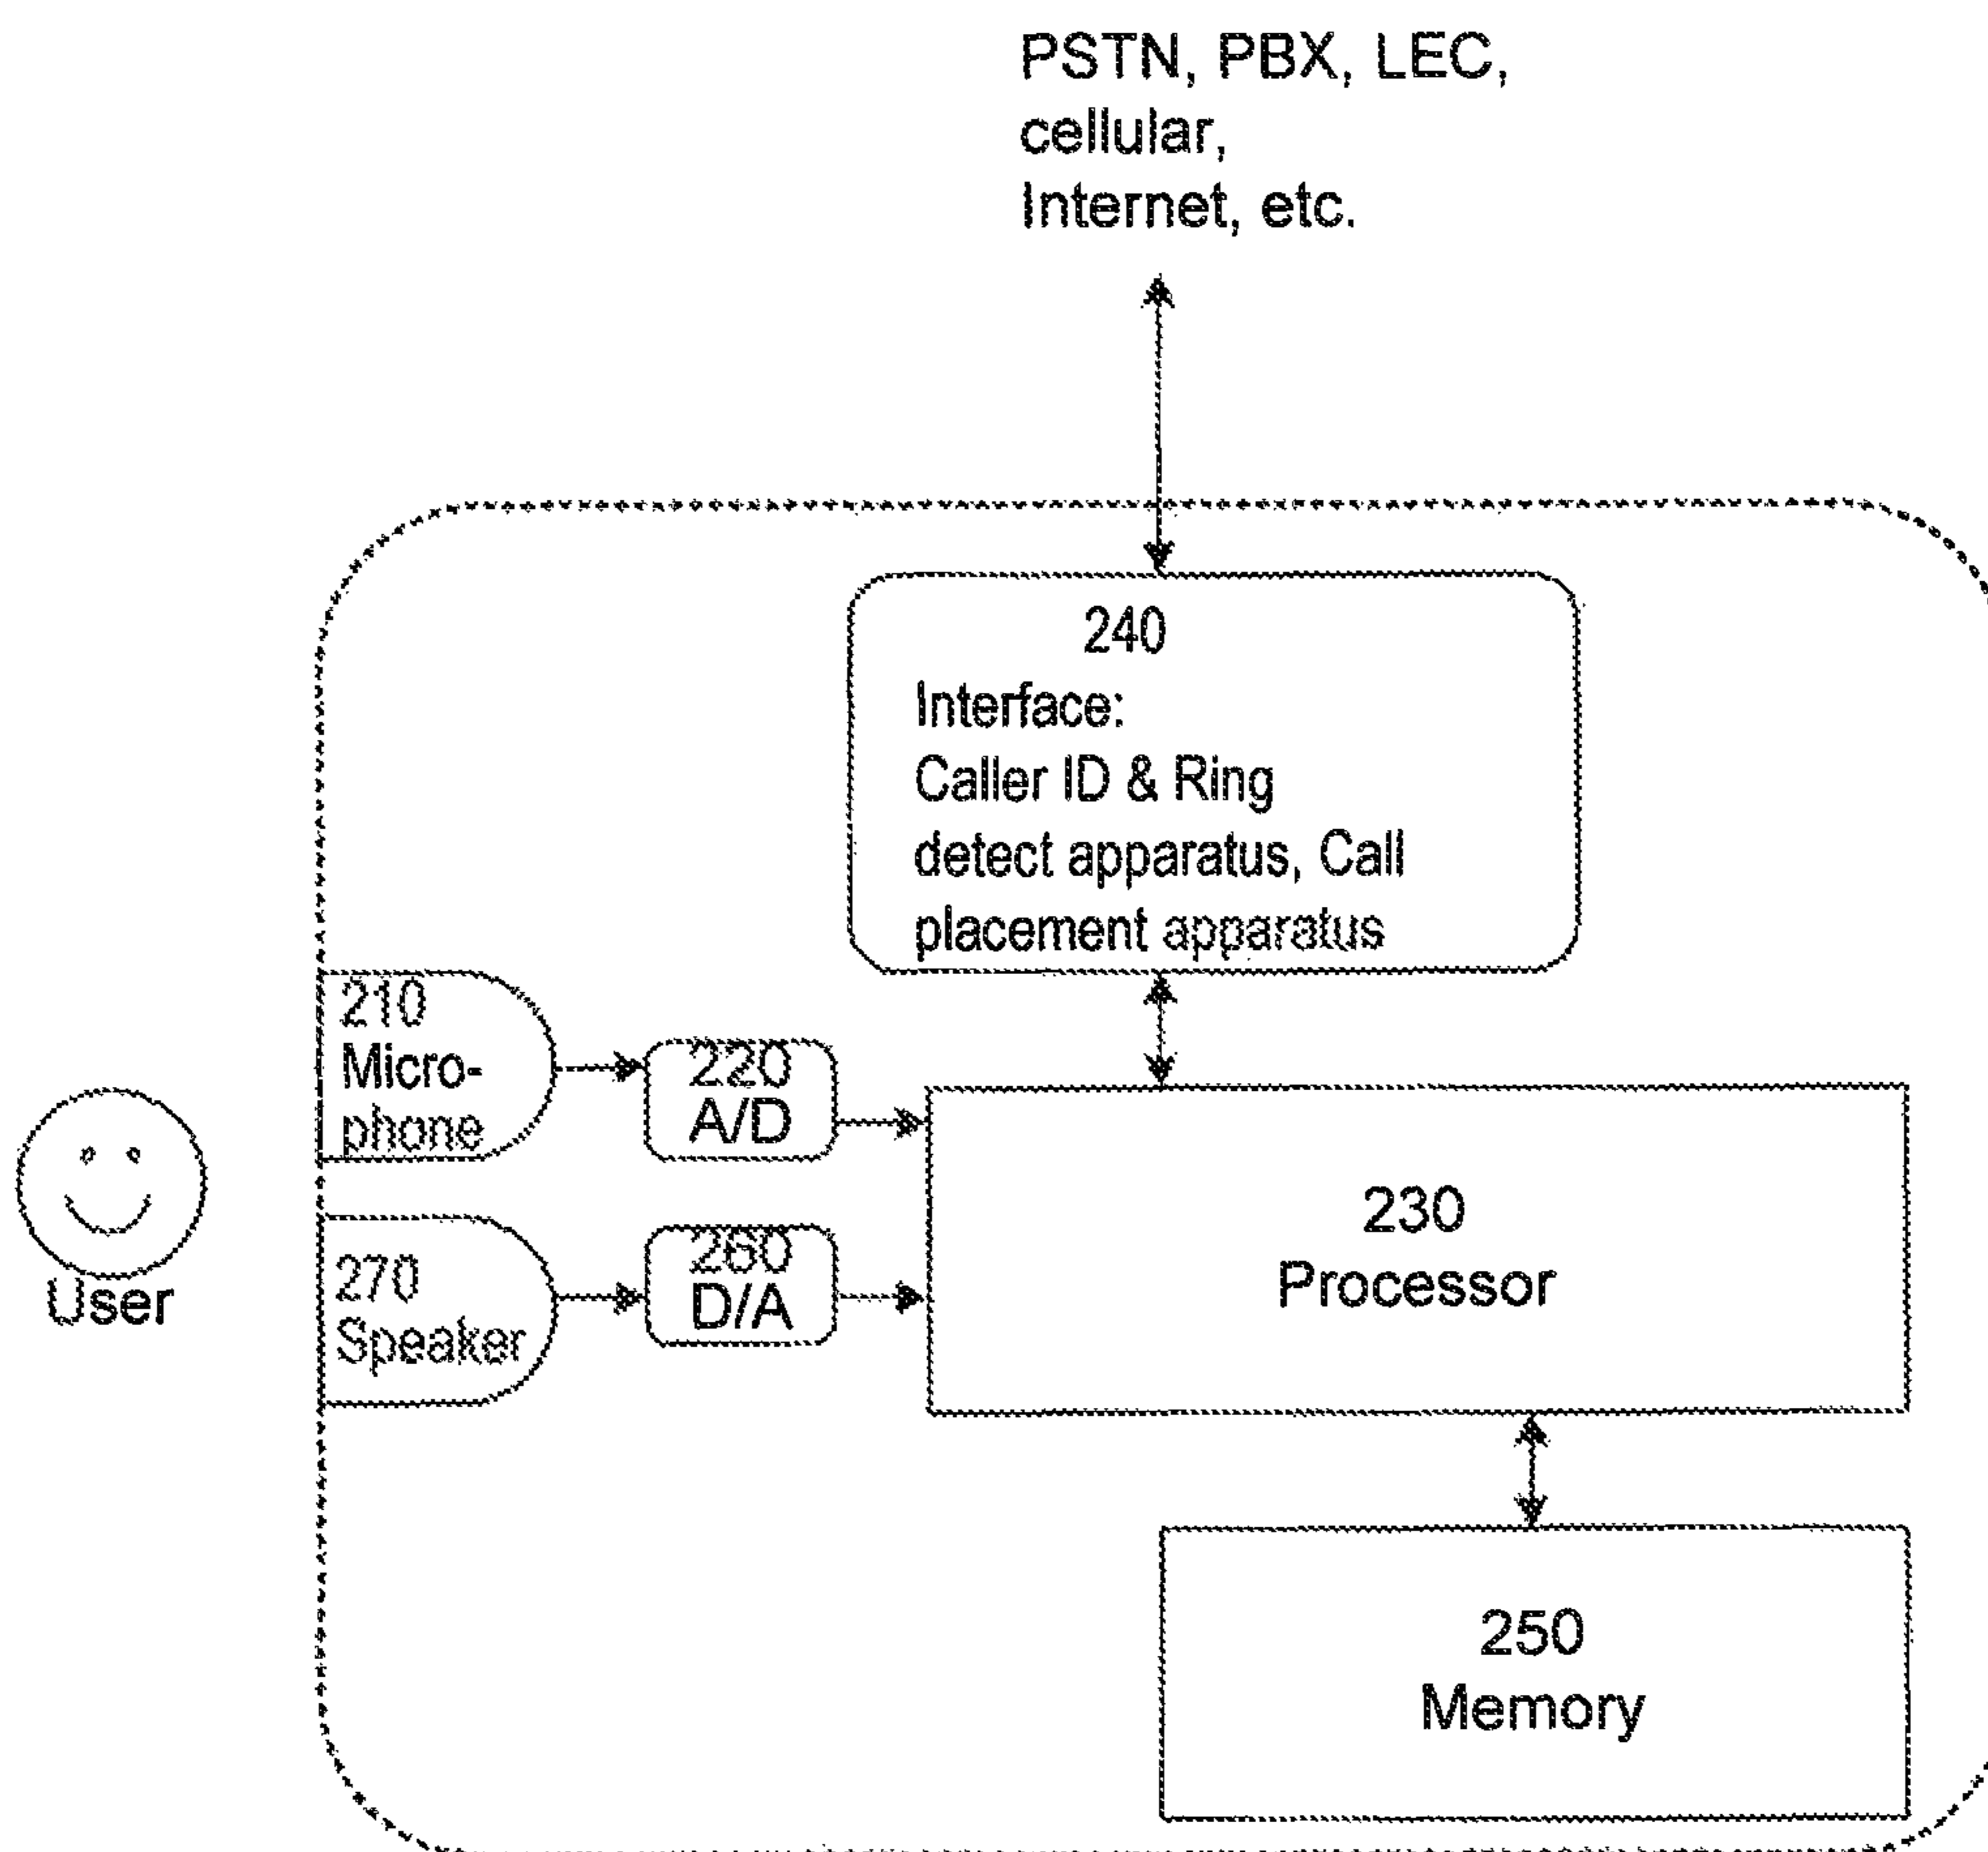 PSTN, PBX, LEC,
cellular,
Internet, etc.
240
Interface:
Caller ID & Ring
detect apparatus, Call
placement apparatus
210
Micro-
phone
220
A/D
230
Processor
User
270
Speaker
260
D/A
250
Memory